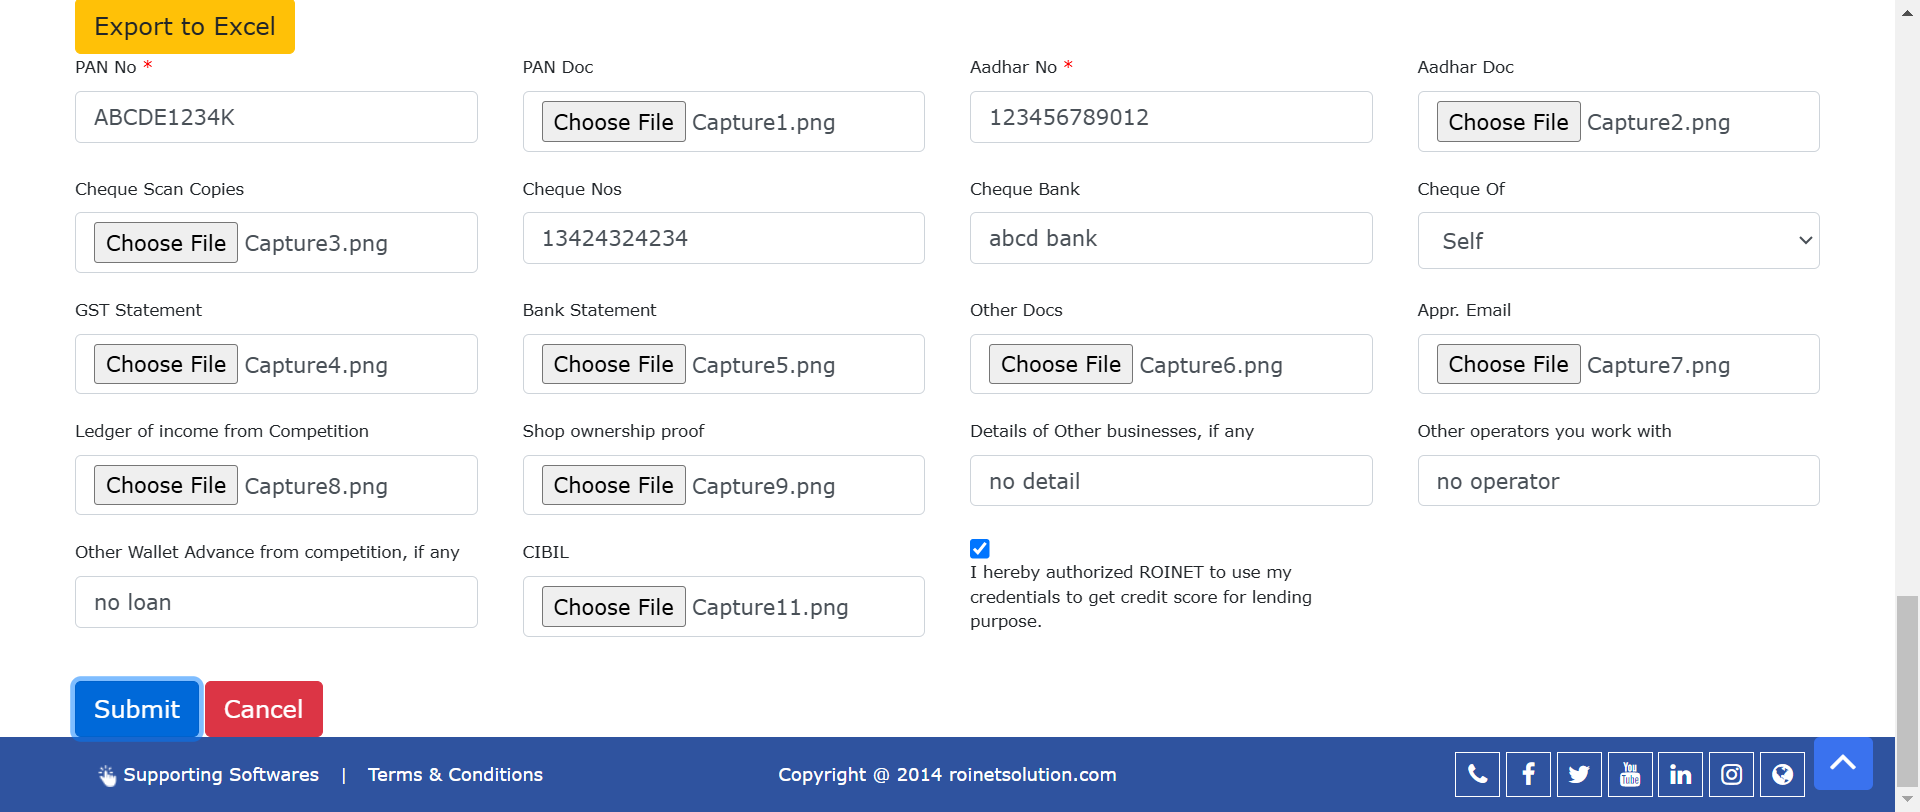 Export to Excel
PAN No *
PAN Doc
Aadhar No *
Aadhar Doc
ABCDE1234K
Choose File Capture1.png
123456789012
Choose File Capture2.png
Cheque Scan Copies
Cheque Nos
Cheque Bank
Cheque Of
Choose File Capture3.png
13424324234
abcd bank
Self
GST Statement
Bank Statement
Other Docs
Appr. Email
Choose File Capture4.png
Choose File Capture5.png
Choose File Capture6.png
Choose File Capture7.png
Ledger of income from Competition
Shop ownership proof
Details of Other businesses, if any
Other operators you work with
Choose File Capture8.png
Choose File Capture9.png
no detail
no operator
Other Wallet Advance from competition, if any
CIBIL
no loan
Choose File Capture11.png
I hereby authorized ROINET to use my
credentials to get credit score for lending
purpose.
Submit
Cancel
Supporting Softwares | Terms & Conditions
Copyright @ 2014 roinetsolution.com
You
Tube